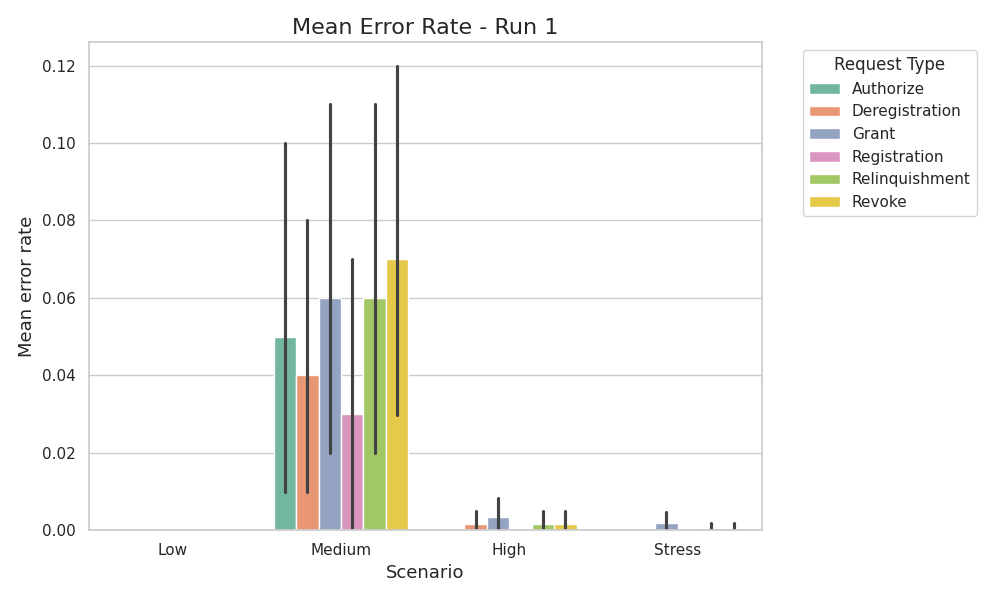 Mean Error Rate - Run 1
Mean error rate
0.12
0.10
0.08
0.06
0.04
0.02
0.00
Low
Medium
High
Stress
Scenario
Request Type
Authorize
Deregistration
Grant
Registration
Relinquishment
Revoke